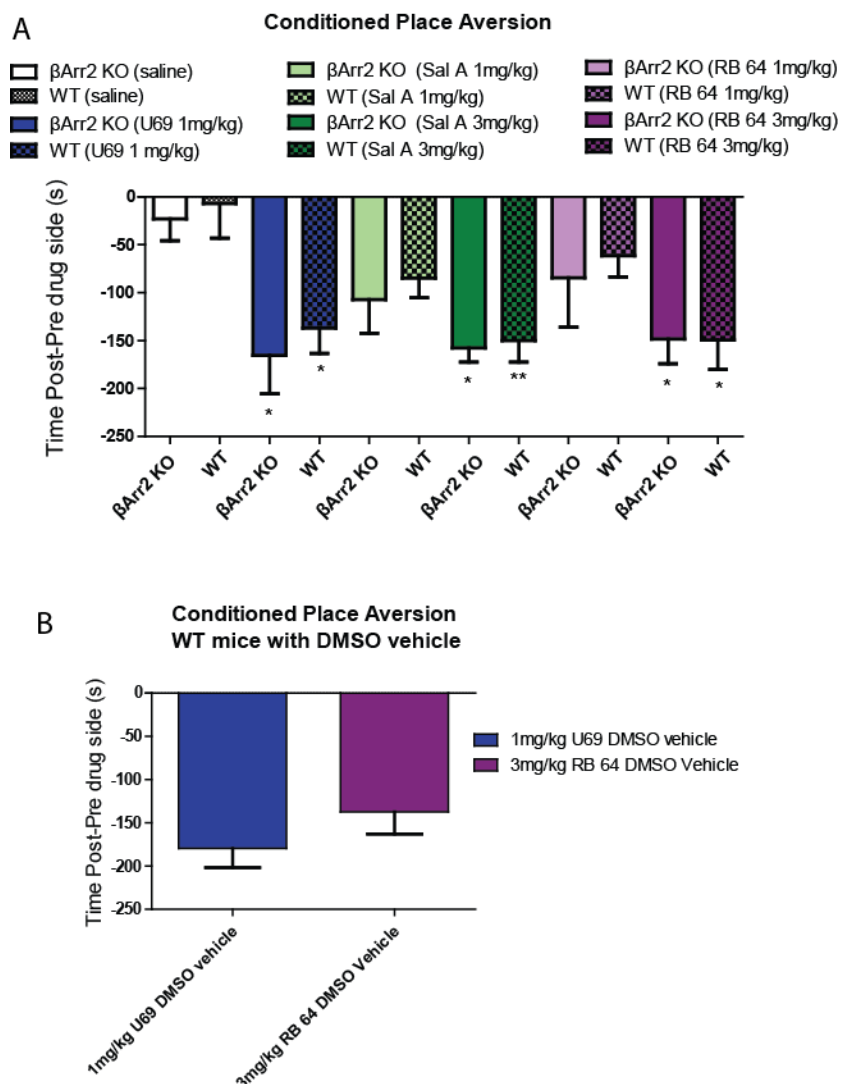 A
Conditioned Place Aversion
βArr2 KO (saline)
WT (saline)
βArr2 KO (U69 1mg/kg)
WT (U69 1 mg/kg)
βArr2 KO (Sal A 1mg/kg)
WT (Sal A 1mg/kg)
βArr2 KO (Sal A 3mg/kg)
WT (Sal A 3mg/kg)
βArr2 KO (RB 64 1mg/kg)
WT (RB 64 1mg/kg)
βArr2 KO (RB 64 3mg/kg)
WT (RB 64 3mg/kg)
Time Post-Pre drug side (s)
0
-50
-100
-150
-200
-250
*
*
*
**
*
*
βArr2 KO
WT
βArr2 KO
WT
βArr2 KO
WT
βArr2 KO
WT
βArr2 KO
WT
βArr2 KO
WT
B
Conditioned Place Aversion
WT mice with DMSO vehicle
Time Post-Pre drug side (s)
0
-50
-100
-150
-200
-250
1mg/kg U69 DMSO vehicle
3mg/kg RB 64 DMSO Vehicle
1mg/kg U69 DMSO vehicle
3mg/kg RB 64 DMSO Vehicle